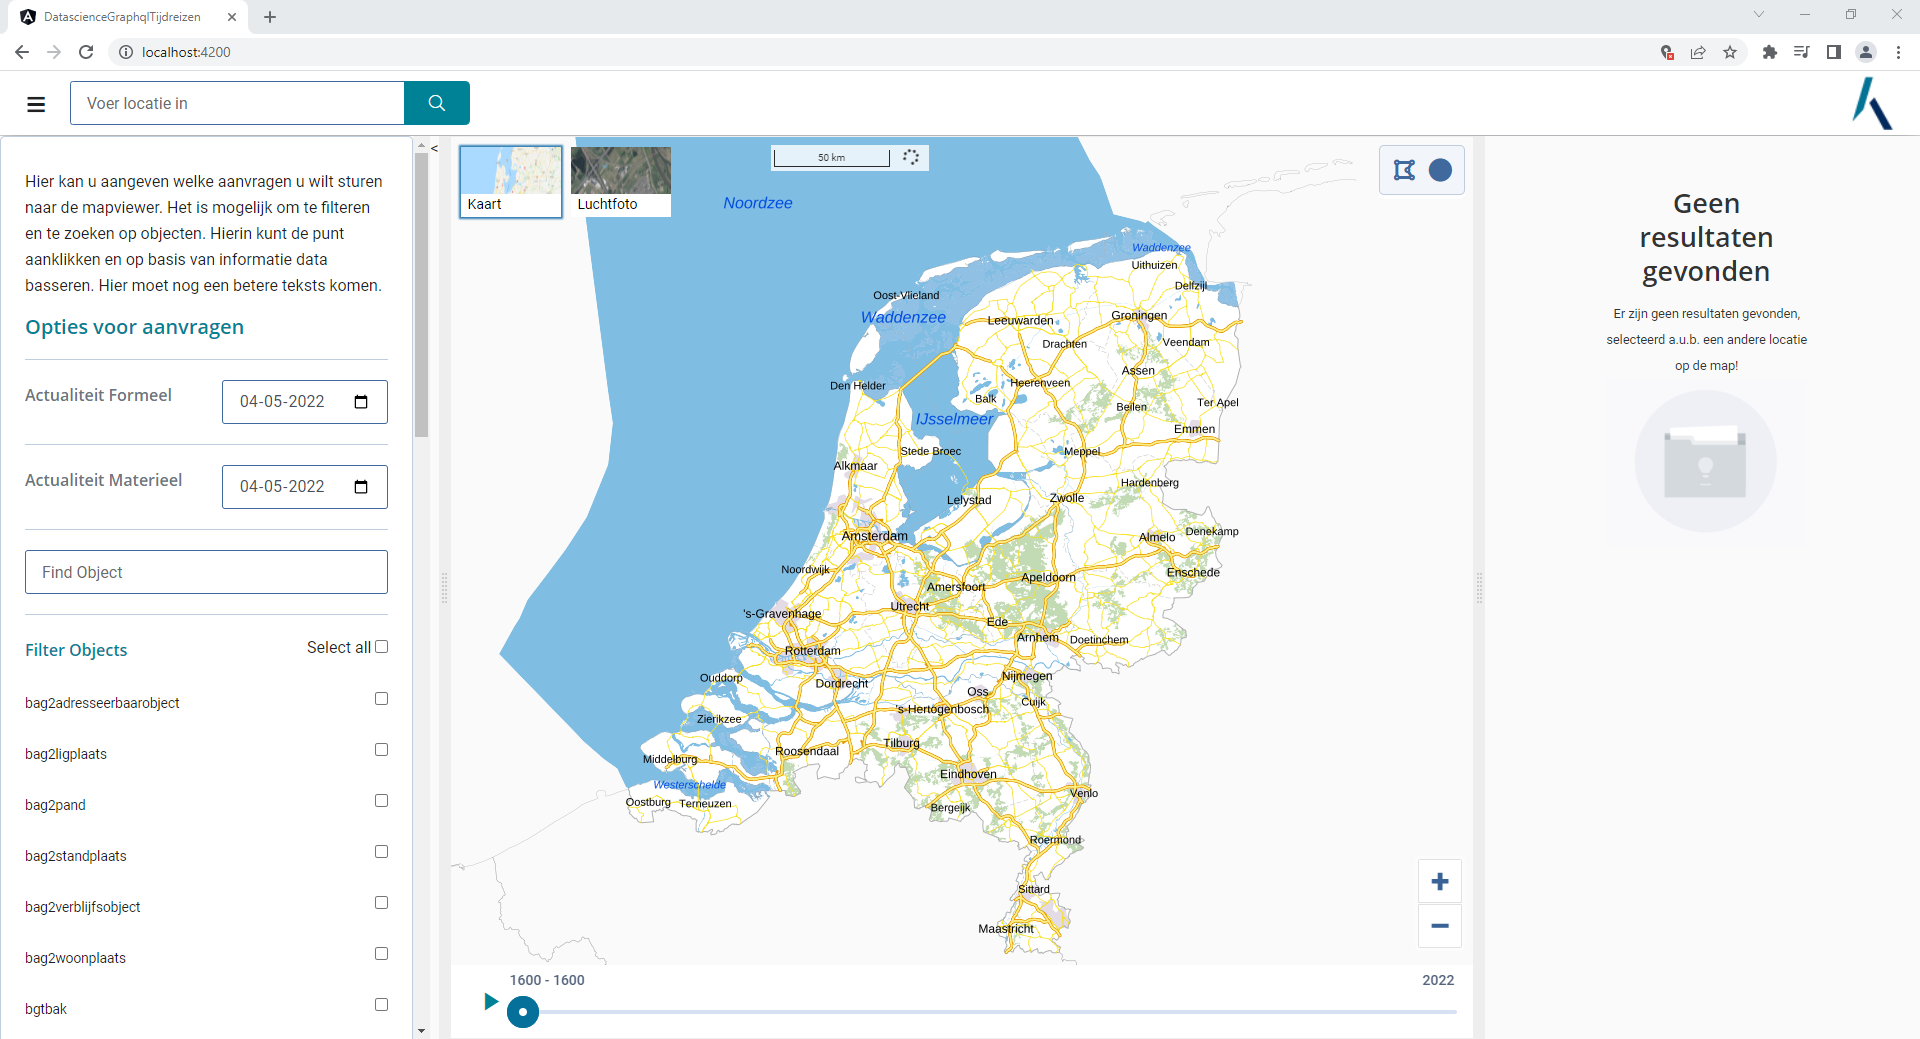 DatascienceGraphqlTijdreizen
localhost:4200
Voer locatie in
<
Hier kan u aangeven welke aanvragen u wilt sturen
naar de mapviewer. Het is mogelijk om te filteren
en te zoeken op objecten. Hierin kunt de punt
aanklikken en op basis van informatie data
basseren. Hier moet nog een betere teksts komen.
Opties voor aanvragen
Actualiteit Formeel
04-05-2022
Actualiteit Materieel
04-05-2022
Find Object
Filter Objects
Select all
bag2adresseerbaarobject
bag2ligplaats
bag2pand
bag2standplaats
bag2verblijfsobject
bag2woonplaats
bgtbak
Kaart
Luchtfoto
50 km
Noordzee
Waddenzee
Uithuizen
Delfzijl
Oost-Vlieland
Waddenzee
Leeuwarden
Groningen
Drachten
Veendam
Assen
Den Helder
Heerenveen
Balk
Beilen
Ter Apel
IJsselmeer
Emmen
Stede Broec
Meppel
Alkmaar
Hardenberg
Lelystad
Zwolle
Amsterdam
Almelo
Denekamp
Noordwijk
Enschede
Apeldoorn
Amersfoort
Utrecht
's-Gravenhage
Ede
Arnhem
Doetinchem
Rotterdam
Ouddorp
Dordrecht
Nijmegen
Oss
Cuijk
's-Hertogenbosch
Zierikzee
Tilburg
Roosendaal
Middelburg
Eindhoven
Westerschelde
Venlo
Oostburg
Terneuzen
Bergeijk
Roermond
Sittard
Maastricht
1600 - 1600
2022
Geen
resultaten
gevonden
Er zijn geen resultaten gevonden,
selecteerd a.u.b. een andere locatie
op de map!